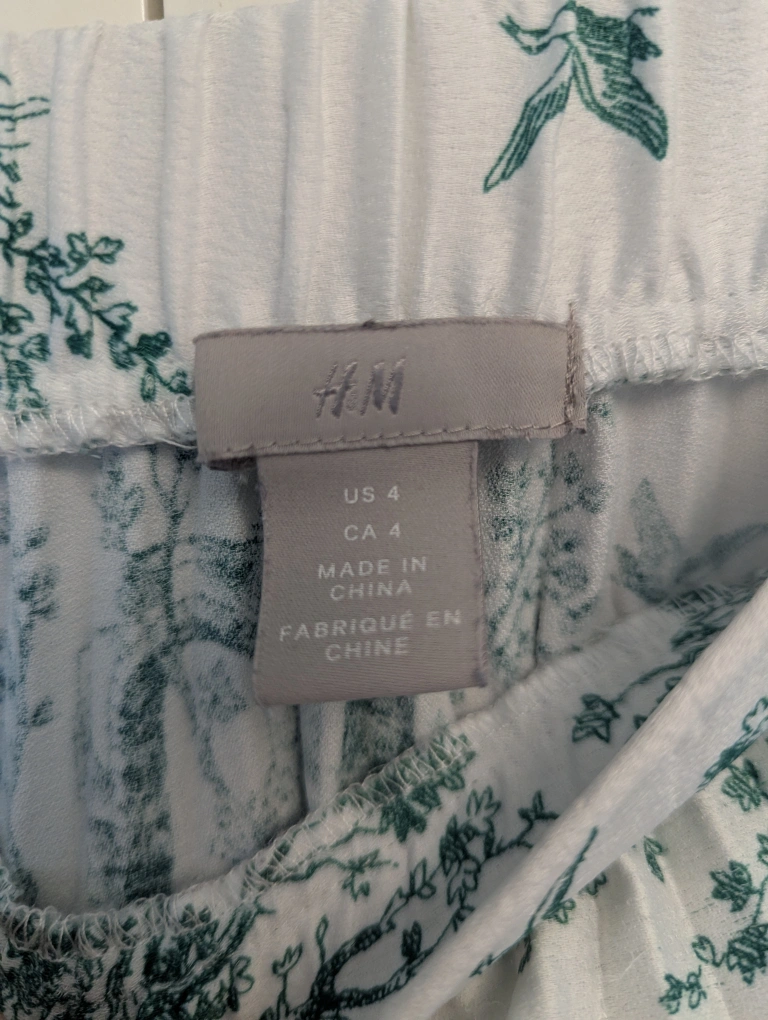 H&M
US 4
CA 4
MADE IN
CHINA
FABRIQUÉ EN
CHINE